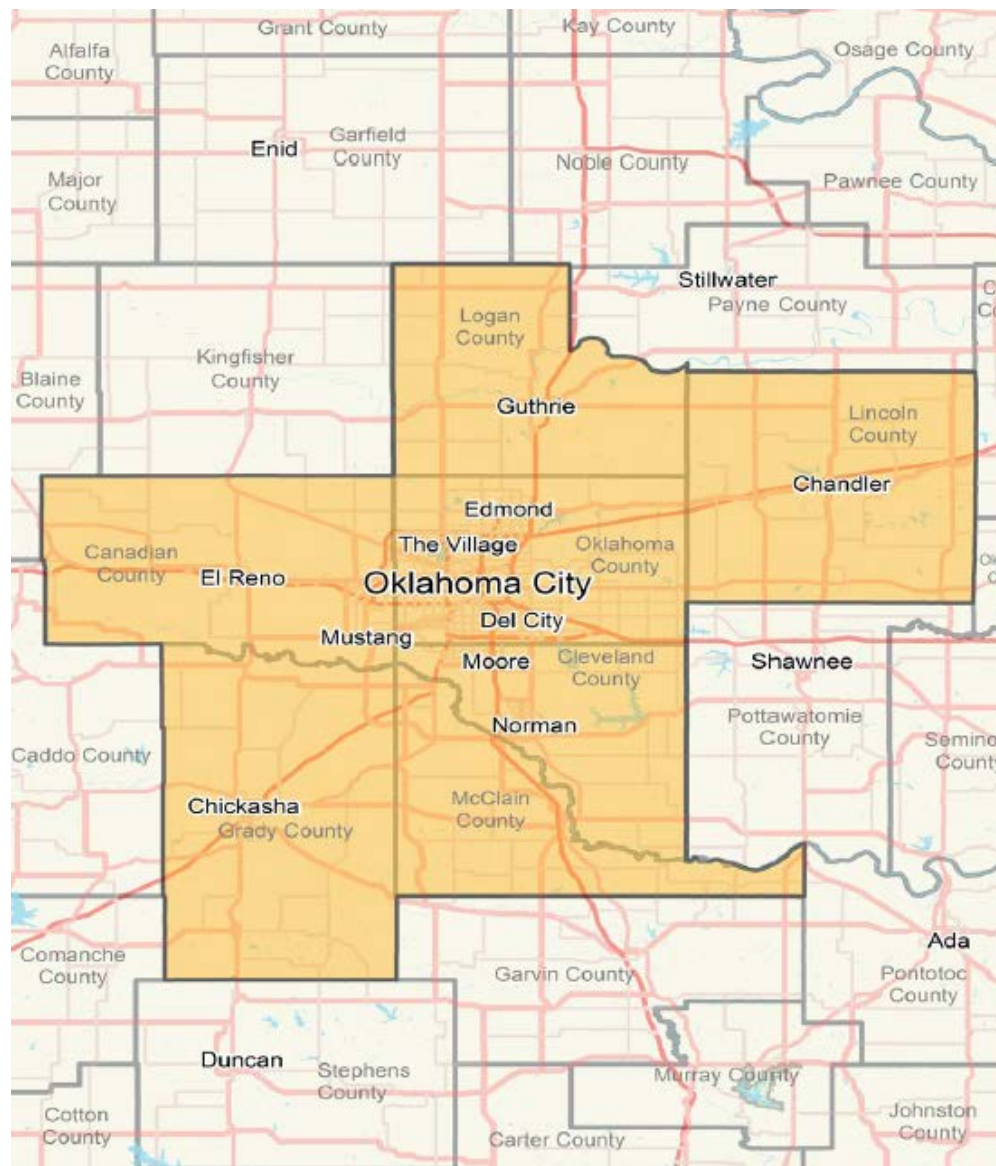 Grant County
Kay County
Alfalfa
County
Osage County
Enid
Garfield
County
Noble County
Major
County
Pawnee County
Stillwater
Payne County
Logan
County
Kingfisher
County
Blaine
County
Guthrie
Lincoln
County
Chandler
Edmond
The Village
Oklahoma
County
Canadian
County
El Reno
Oklahoma City
Del City
Mustang
Moore
Cleveland
County
Shawnee
Norman
Pottawatomie
County
Semino
County
Caddo County
Chickasha
Grady County
McClain
County
Ada
Comanche
County
Garvin County
Pontotoc
County
Duncan
Stephens
County
Murray County
Cotton
County
Carter County
Johnston
County